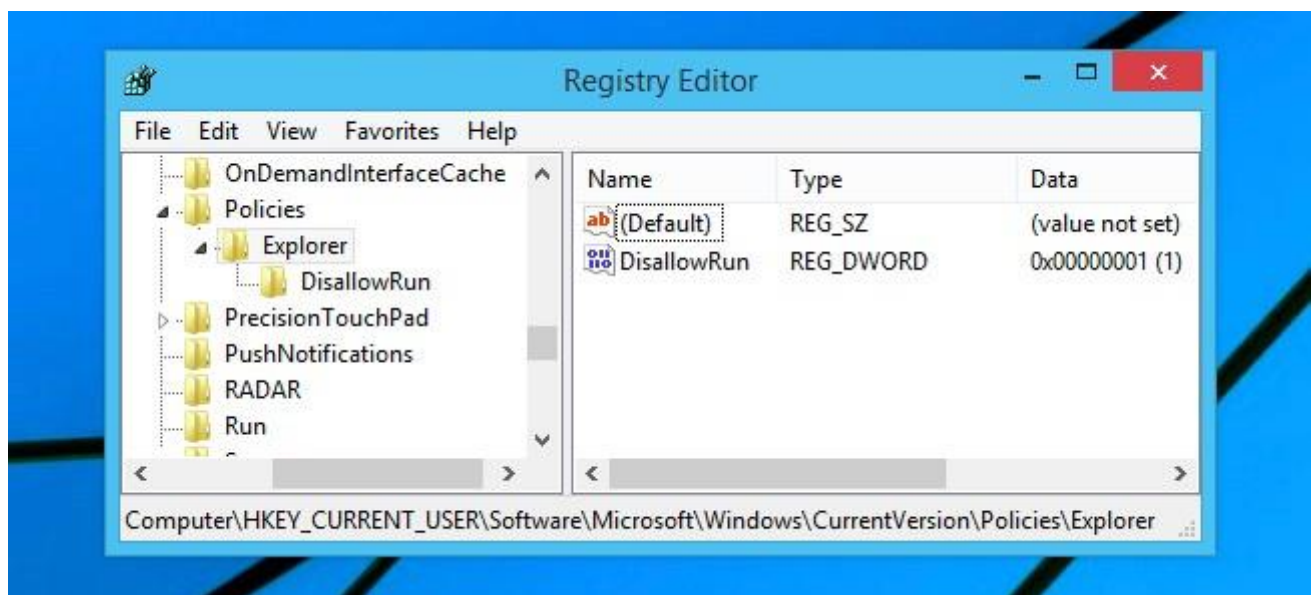 Registry Editor
File Edit View Favorites Help
OnDemandInterfaceCache
Policies
Explorer
DisallowRun
PrecisionTouchPad
PushNotifications
RADAR
Run
Name Type Data
ab (Default) REG_SZ (value not set)
DisallowRun REG_DWORD 0x00000001 (1)
Computer\HKEY_CURRENT_USER\Software\Microsoft\Windows\CurrentVersion\Policies\Explorer